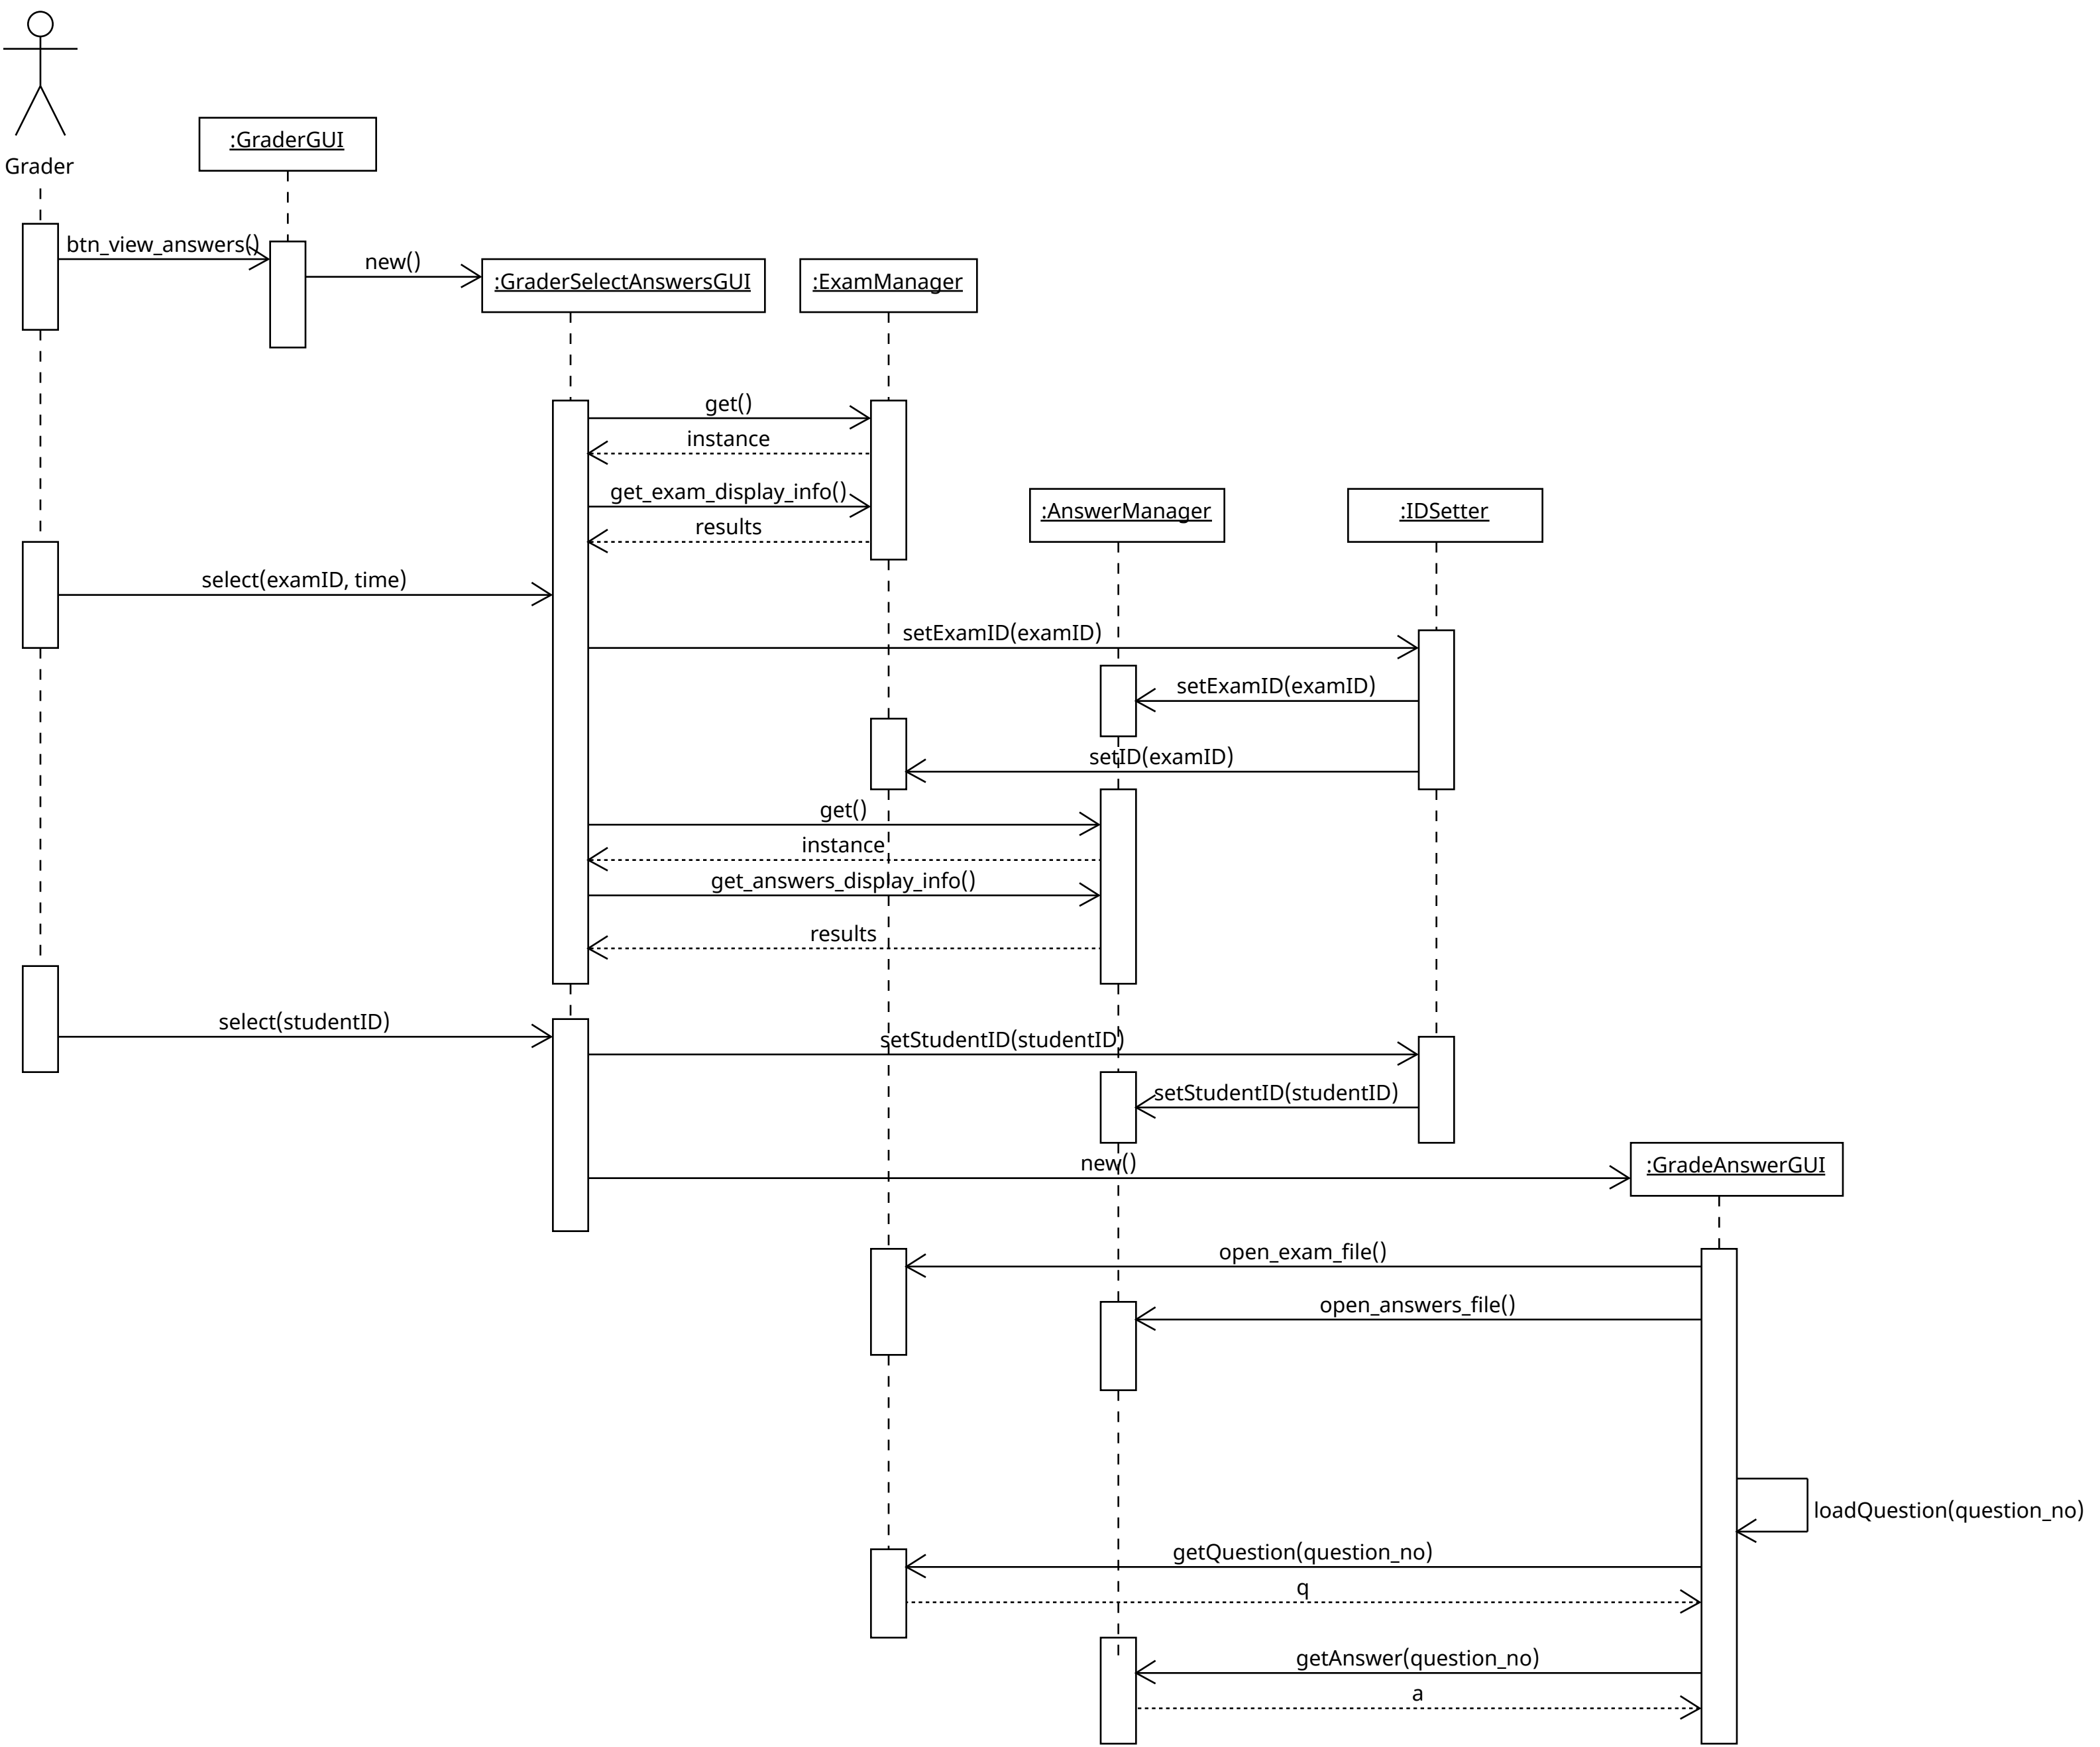 Grader
:GraderGUI
btn_view_answers()
new()
:GraderSelectAnswersGUI
:ExamManager
get()
instance
get_exam_display_info()
results
:AnswerManager
:IDSetter
select(examID, time)
setExamID(examID)
setExamID(examID)
setID(examID)
get()
instance
get_answers_display_info()
results
select(studentID)
setStudentID(studentID)
setStudentID(studentID)
new()
:GradeAnswerGUI
open_exam_file()
open_answers_file()
loadQuestion(question_no)
getQuestion(question_no)
q
getAnswer(question_no)
a